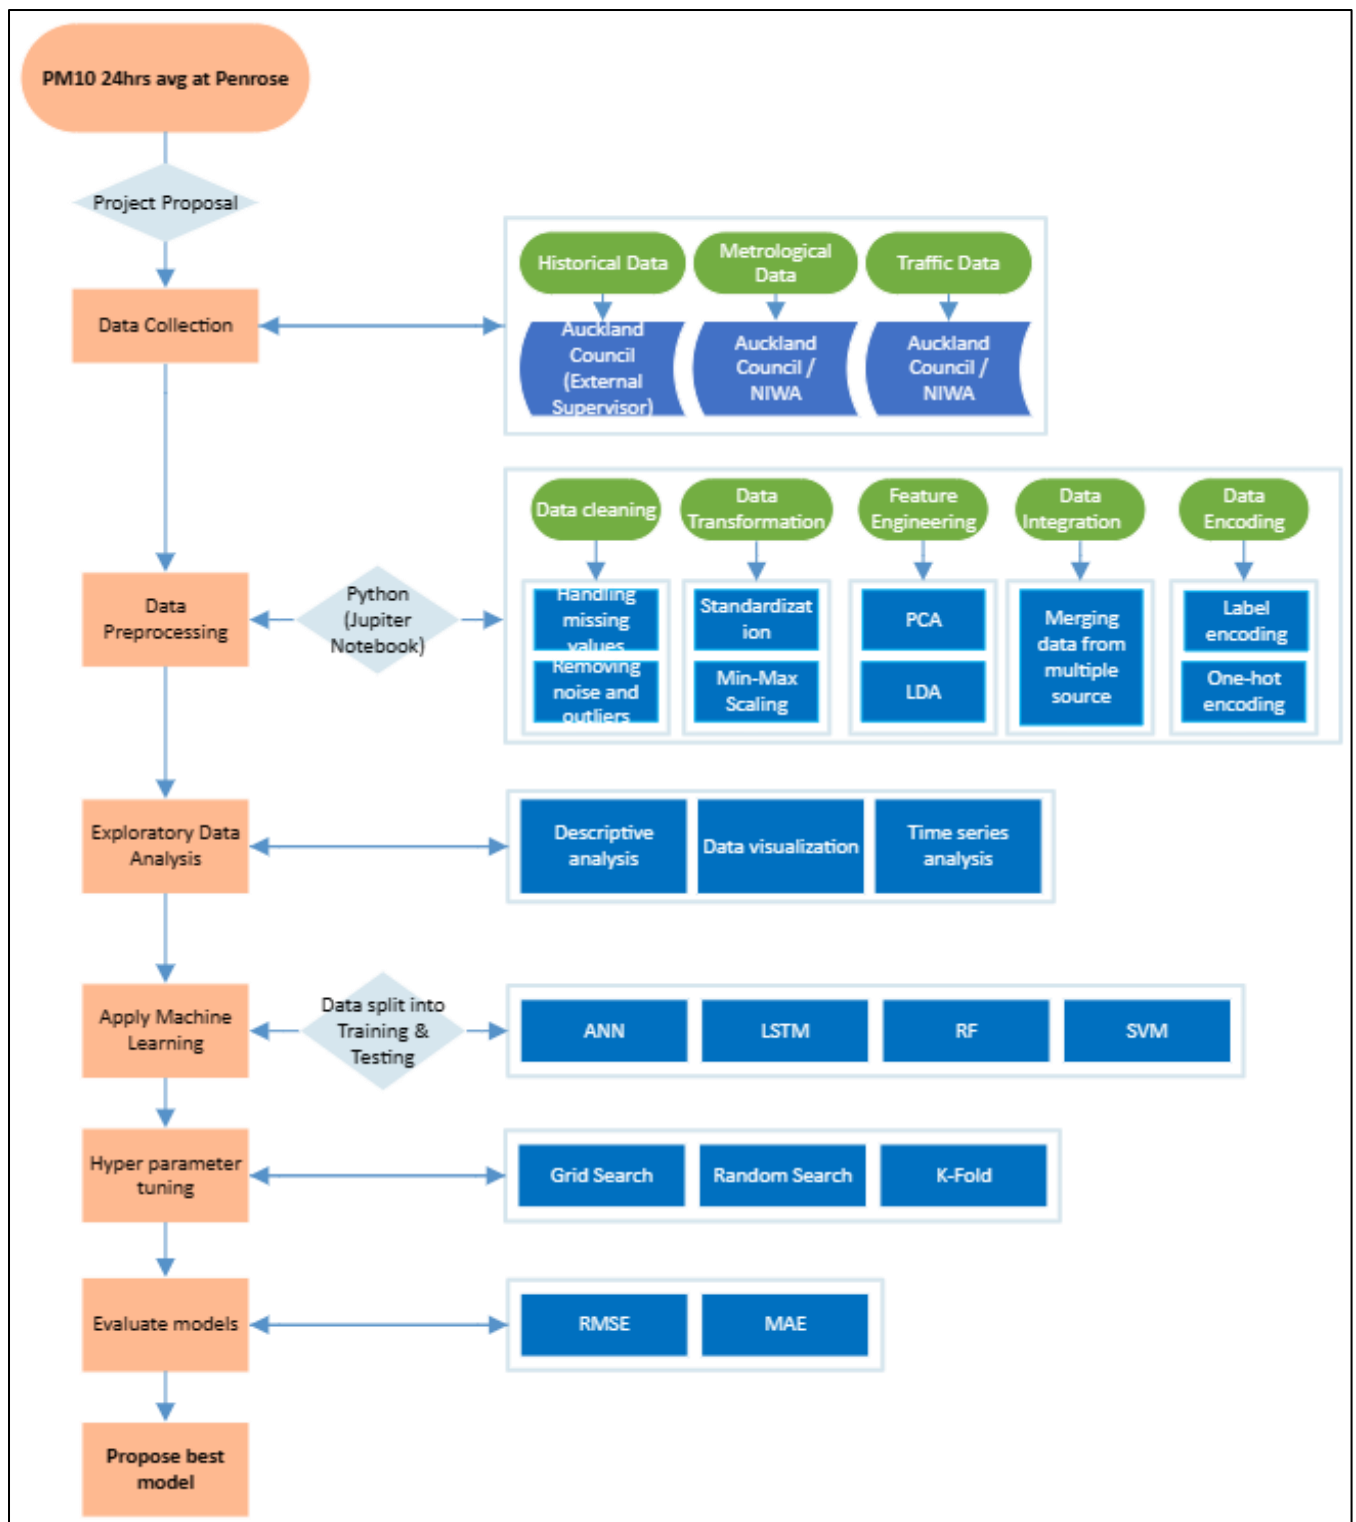 PM10 24hrs avg at Penrose
Project Proposal
Data Collection
Historical Data
Metrological
Data
Traffic Data
Auckland
Council
(External
Supervisor)
Auckland
Council /
NIWA
Auckland
Council /
NIWA
Data
Preprocessing
Python
(Jupiter
Notebook)
Data cleaning
Data
Transformation
Feature
Engineering
Data
Integration
Data
Encoding
Handling
missing
values
Removing
noise and
outliers
Standardizat
ion
Min-Max
Scaling
PCA
LDA
Merging
data from
multiple
source
Label
encoding
One-hot
encoding
Exploratory Data
Analysis
Descriptive
analysis
Data visualization
Time series
analysis
Apply Machine
Learning
Data split into
Training &
Testing
ANN
LSTM
RF
SVM
Hyper parameter
tuning
Grid Search
Random Search
K-Fold
Evaluate models
RMSE
MAE
Propose best
model